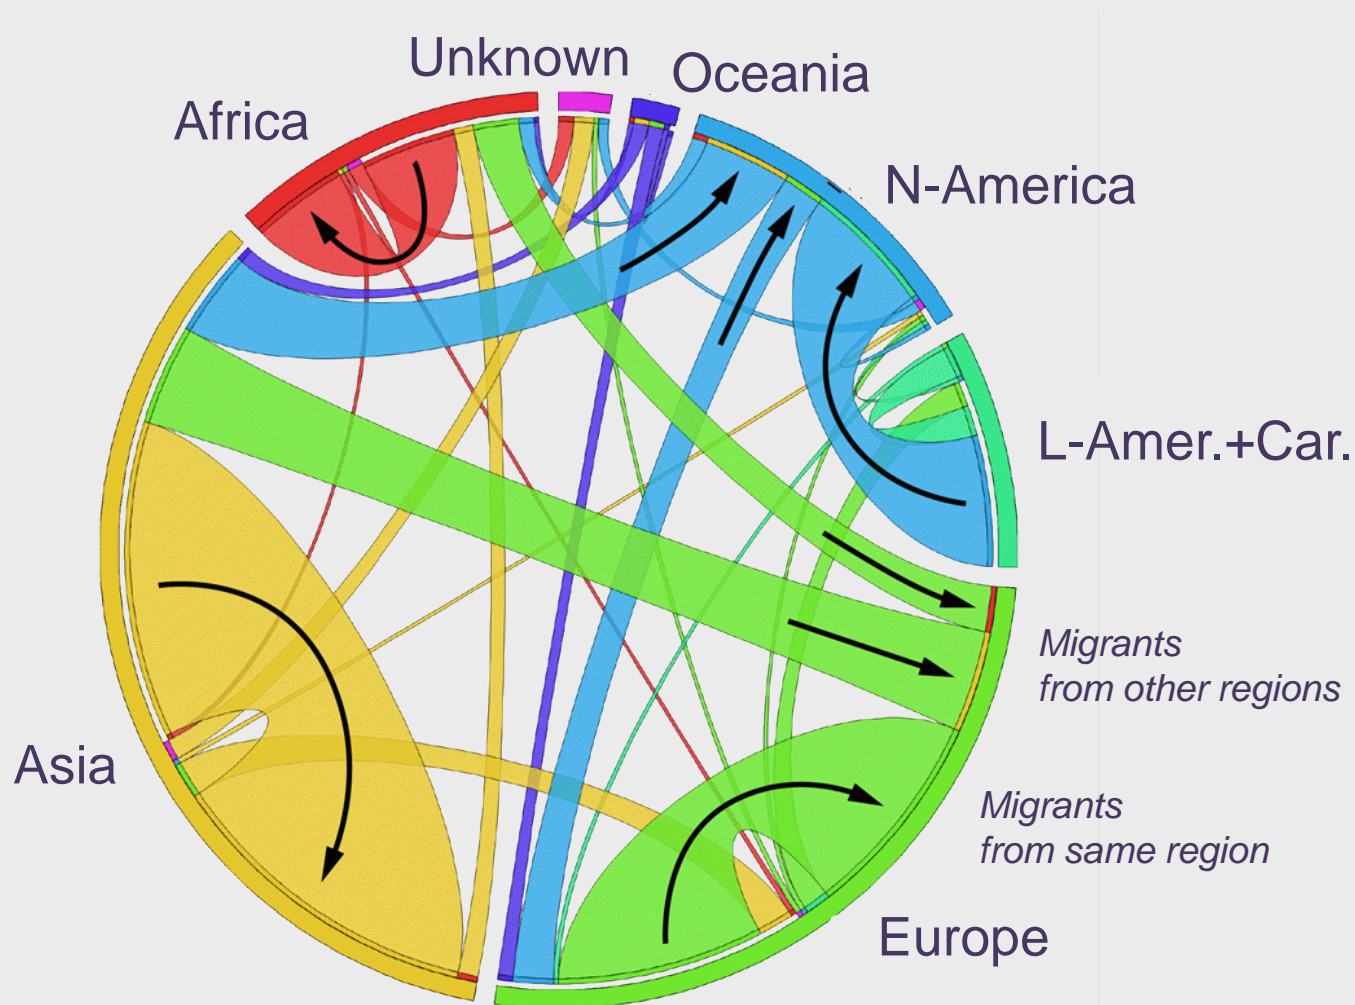 Unknown
Oceania
Africa
N-America
L-Amer.+Car.
Migrants
from other regions
Asia
Migrants
from same region
Europe